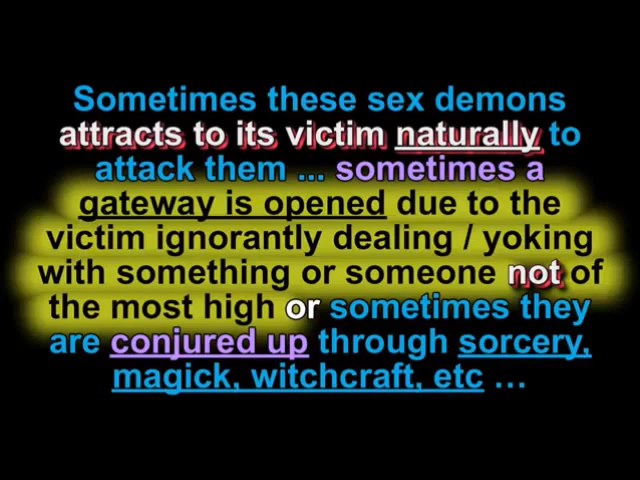 Sometimes these sex demons
attracts to its victim naturally to
attack them ... sometimes a
gateway is opened due to the
victim ignorantly dealing / yoking
with something or someone not of
the most high or sometimes they
are conjured up through sorcery,
magick, witchcraft, etc ...